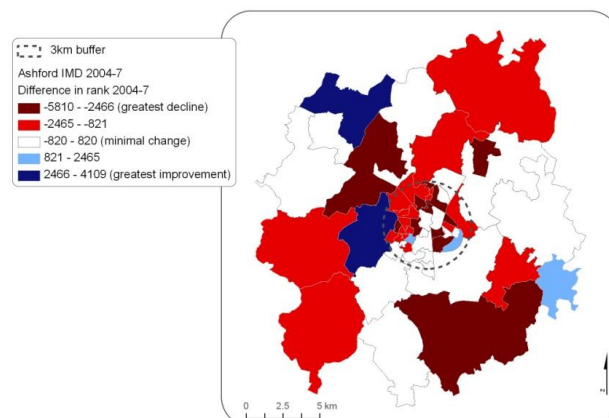 3km buffer
Ashford IMD 2004-7
Difference in rank 2004-7
-5810 - -2466 (greatest decline)
-2465 - -821
-820 - 820 (minimal change)
821 - 2465
2466 - 4109 (greatest improvement)
0 2.5 5 km
z